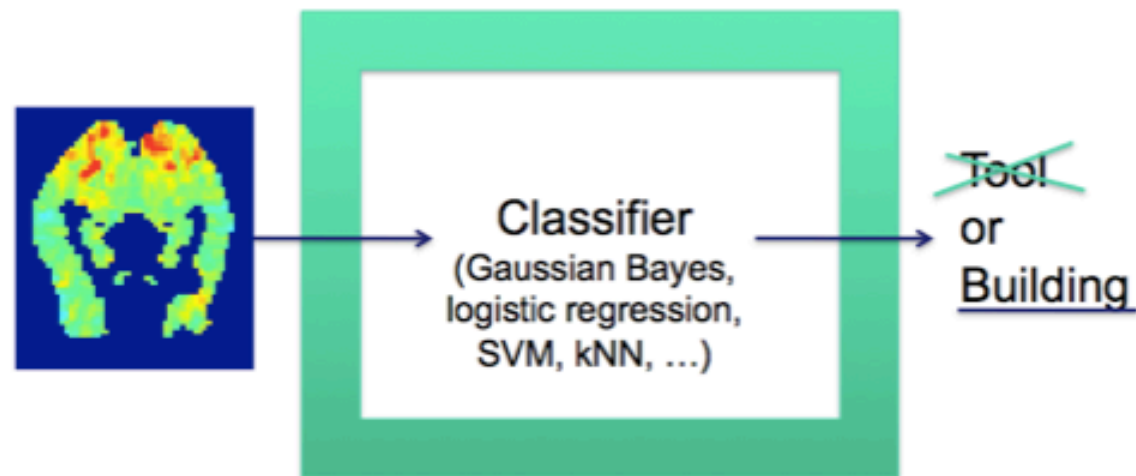 Classifier
(Gaussian Bayes,
logistic regression,
SVM, kNN, …)
Tool
or
Building